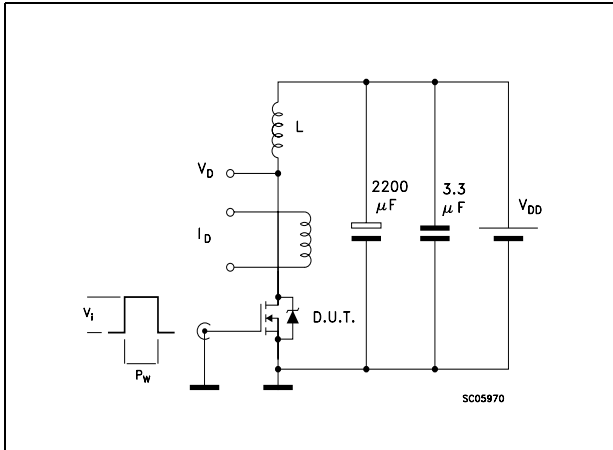 L
V_D
2200
μF
3.3
μF
V_DD
I_D
V_i
D.U.T.
P_W
SC05970